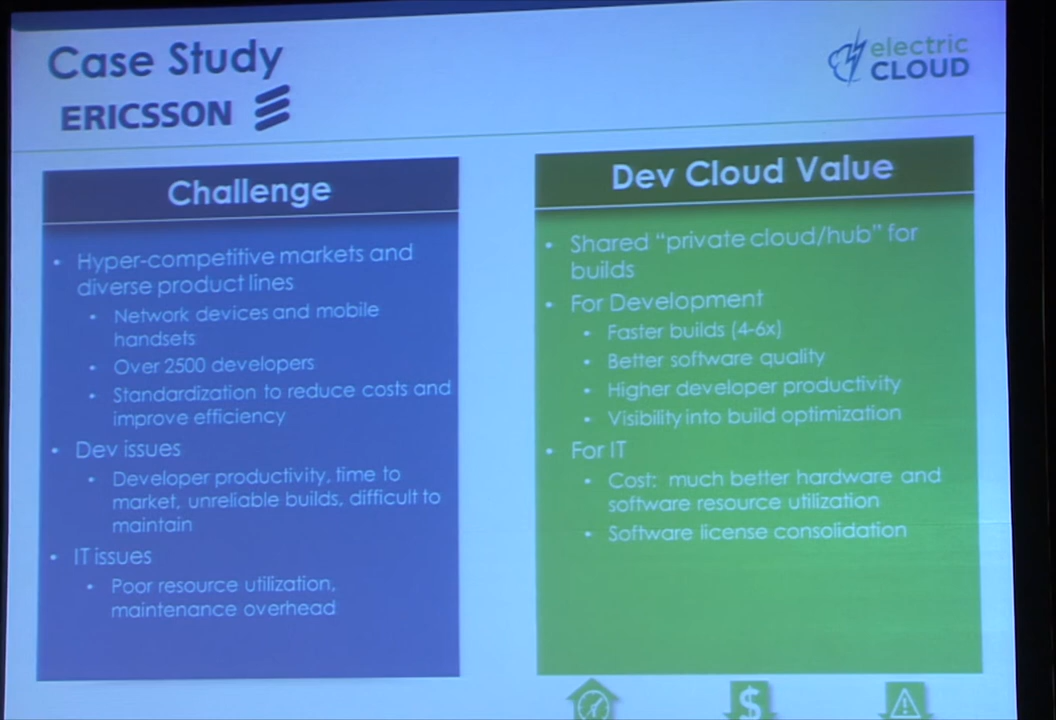 Case Study
ERICSSON
electric
CLOUD
Challenge
• Hyper-competitive markets and
diverse product lines
• Network devices and mobile
handsets
• Over 2500 developers
• Standardization to reduce costs and
improve efficiency
• Dev issues
• Developer productivity, time to
market, unreliable builds, difficult to
maintain
• IT issues
• Poor resource utilization,
maintenance overhead
Dev Cloud Value
• Shared “private cloud/hub” for
builds
• For Development
• Faster builds (4-6x)
• Better software quality
• Higher developer productivity
• Visibility into build optimization
• For IT
• Cost: much better hardware and
software resource utilization
• Software license consolidation
$